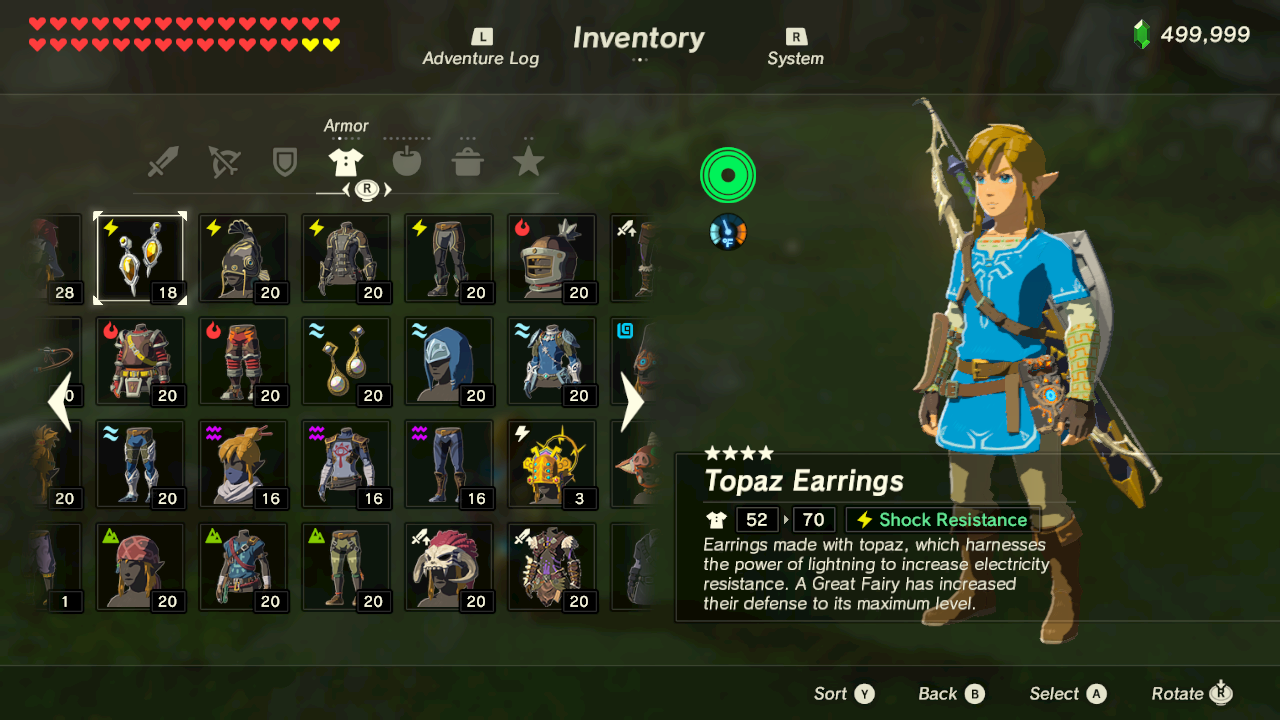 L
Inventory
R
499,999
Adventure Log
System
Armor
R
28
18
20
20
20
20
0
20
20
20
20
20
20
20
16
16
16
3
1
20
20
20
20
20
Topaz Earrings
52 70 Shock Resistance
Earrings made with topaz, which harnesses
the power of lightning to increase electricity
resistance. A Great Fairy has increased
their defense to its maximum level.
Sort Y Back B Select A Rotate R